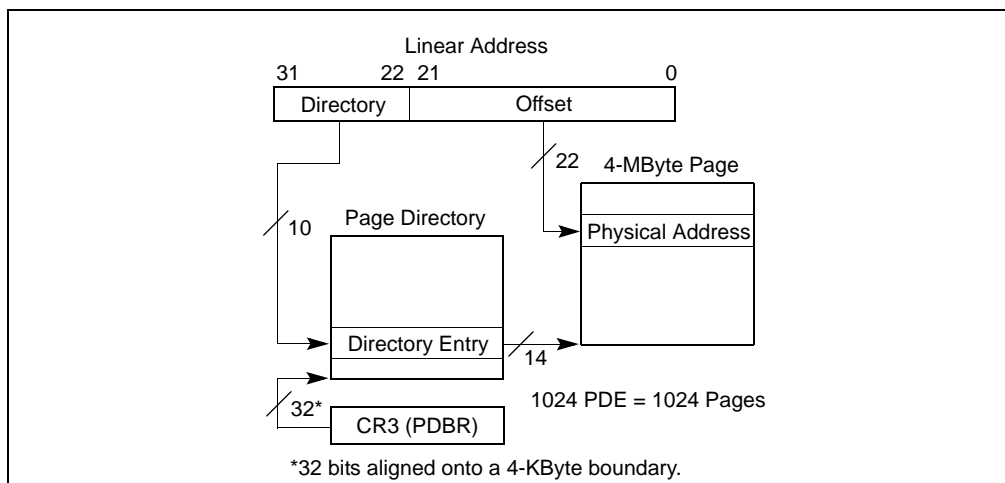 Linear Address
31 22 21 0
Directory Offset
22
4-MByte Page
10
Page Directory
Physical Address
Directory Entry
14
32*
1024 PDE = 1024 Pages
CR3 (PDBR)
*32 bits aligned onto a 4-KByte boundary.